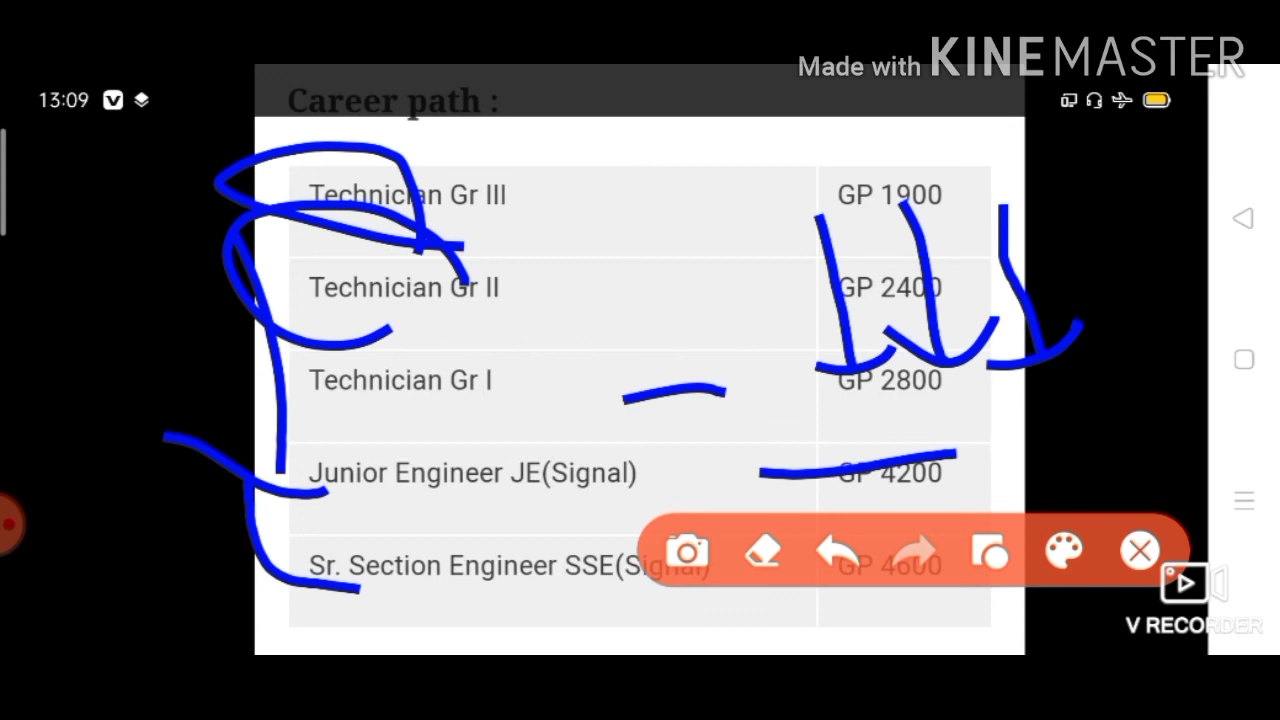 Made with KINEMASTER
13:09
Career path :
Technician Gr III GP 1900
Technician Gr II GP 2400
Technician Gr I GP 2800
Junior Engineer JE(Signal) GP 4200
Sr. Section Engineer SSE(Signal) GP 4600
V RECORDER